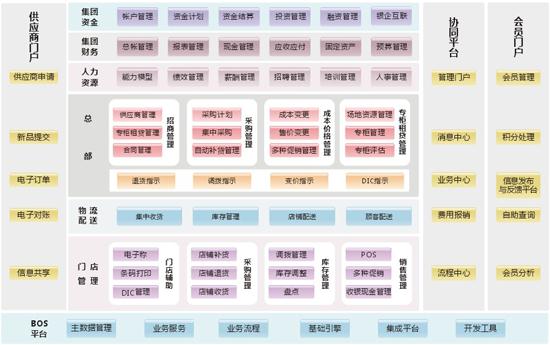 供应商门户
供应商申请
新品提交
电子订单
电子对账
信息共享
集团
资金
帐户管理
资金计划
资金结算
投资管理
融资管理
银企互联
集团
财务
总帐管理
报表管理
现金管理
应收应付
固定资产
预算管理
人力
资源
能力模型
绩效管理
薪酬管理
招聘管理
培训管理
人事管理
总
部
供应商管理
专柜租赁管理
合同管理
招商管理
采购计划
集中采购
自动补货管理
采购管理
成本变更
售价变更
多种促销管理
成本价格管理
场地资源管理
专柜管理
专柜评估
专柜租赁管理
退货指示
调拨指示
变价指示
DIC指示
物流
配送
集中收货
库存管理
店铺配送
顾客配送
门店
管理
电子称
条码打印
DIC管理
门店辅助
店铺补货
店铺退货
店铺收货
采购管理
调拨管理
库存调整
盘点
库存管理
POS
多种促销
收银现金管理
销售管理
协同平台
管理门户
消息中心
业务中心
费用报销
流程中心
会员门户
会员管理
积分处理
信息发布
与反馈平台
自助查询
会员分析
BOS
平台
主数据管理
业务服务
业务流程
基础引擎
集成平台
开发工具